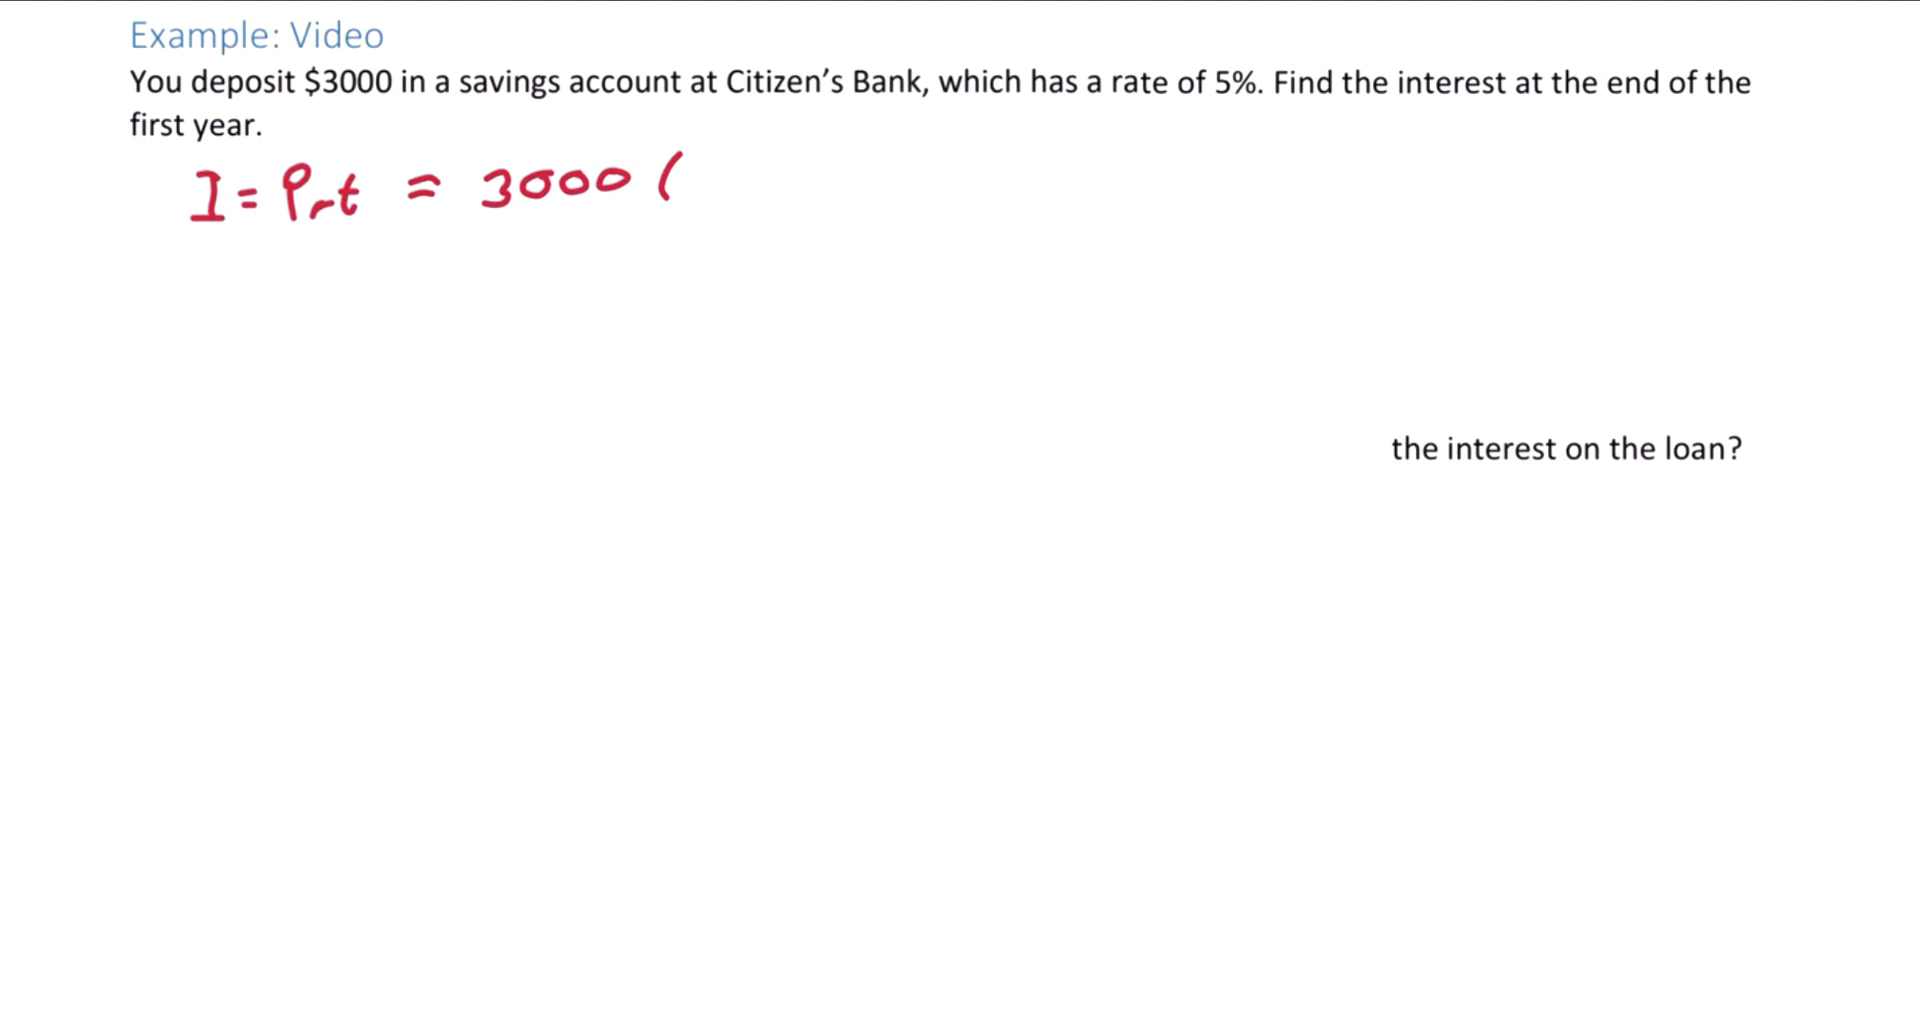 Example: Video
You deposit $3000 in a savings account at Citizen’s Bank, which has a rate of 5%. Find the interest at the end of the
first year.
I = Prt = 3000 (
the interest on the loan?